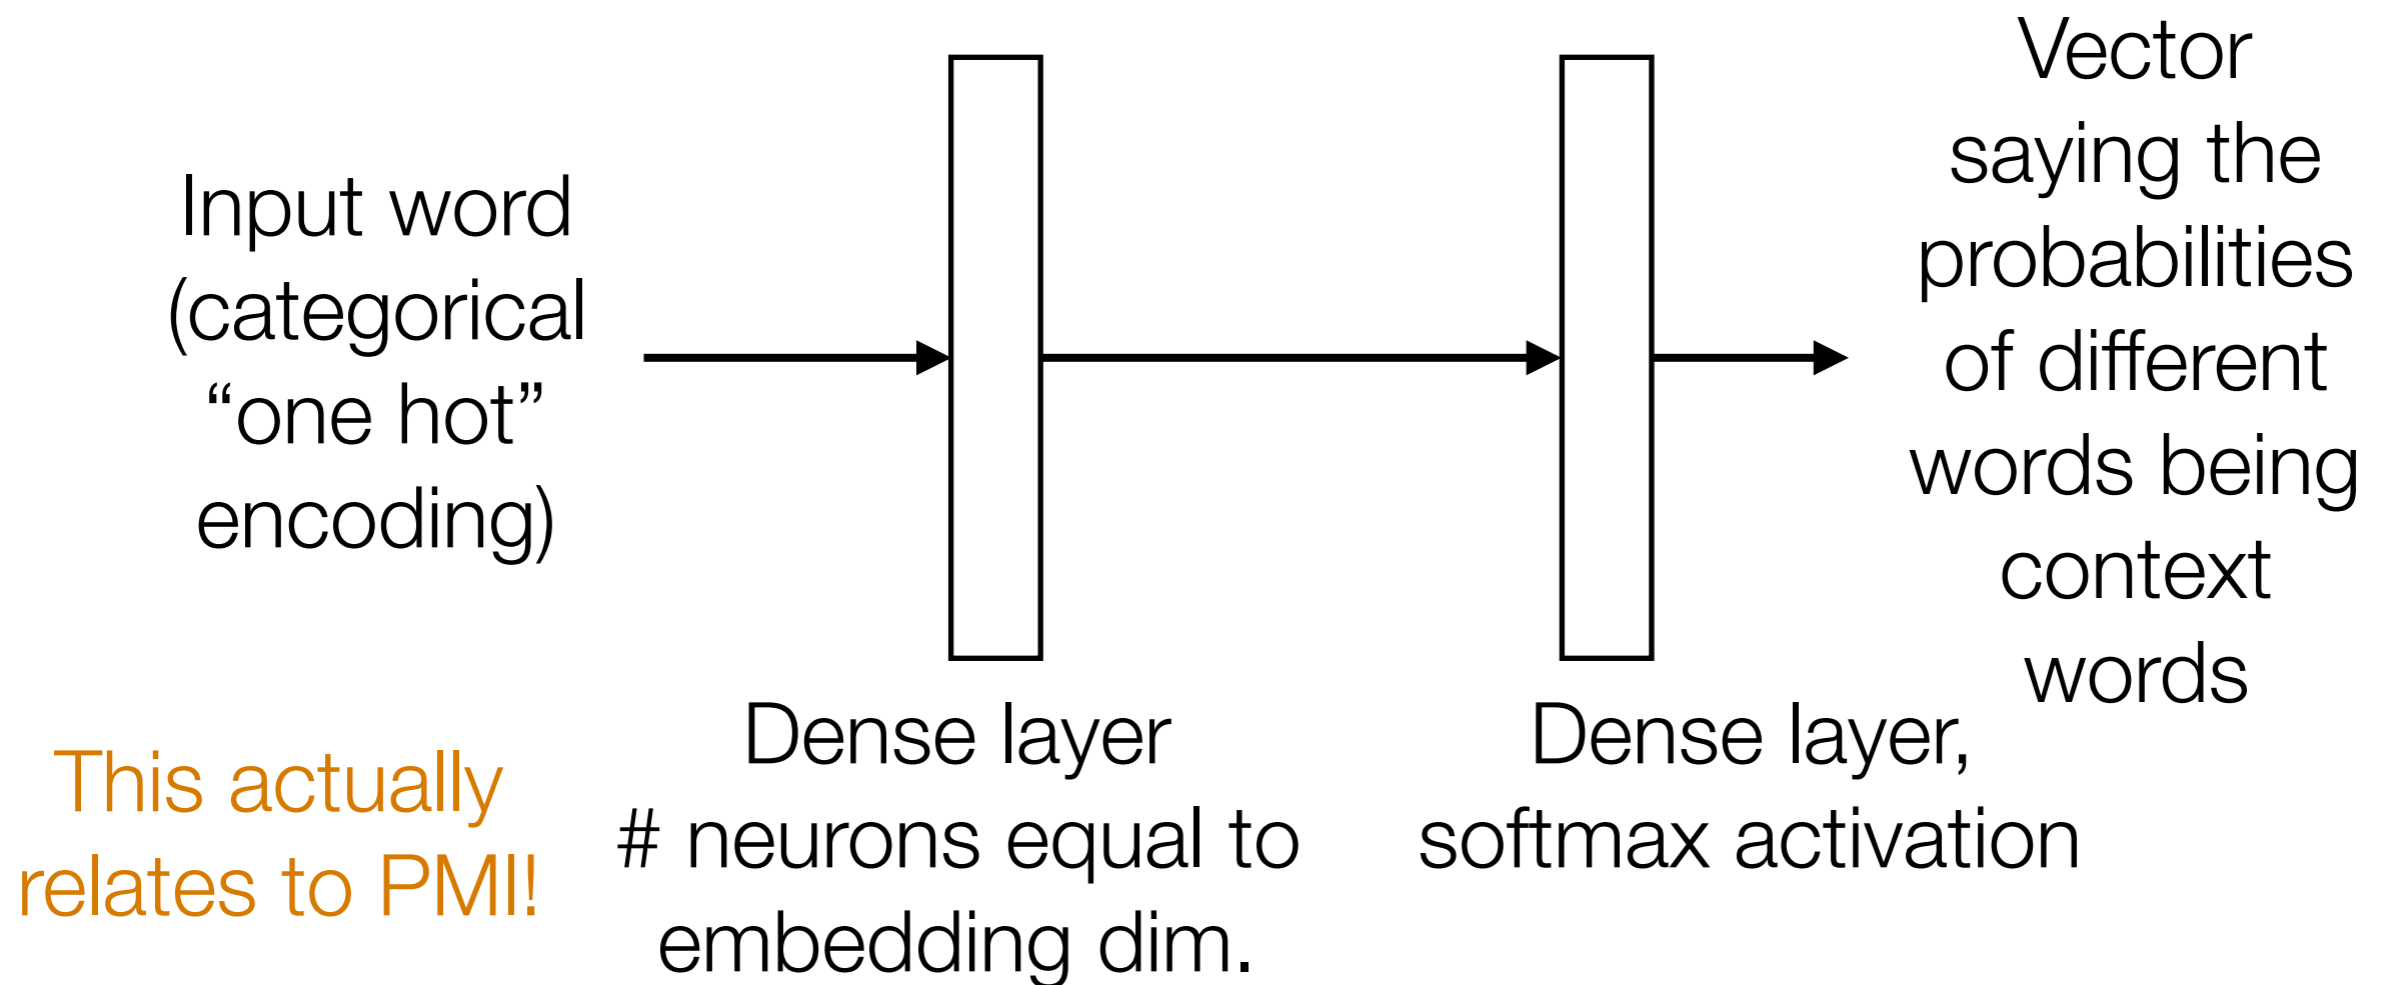 Input word
(categorical
“one hot”
encoding)
This actually
relates to PMI!
Dense layer
# neurons equal to
embedding dim.
Dense layer,
softmax activation
Vector
saying the
probabilities
of different
words being
context
words